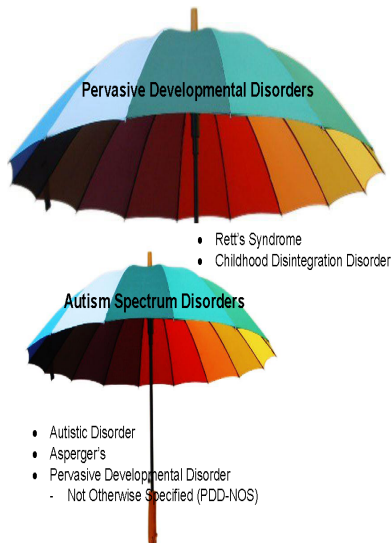 Pervasive Developmental Disorders
• Rett's Syndrome
• Childhood Disintegration Disorder
Autism Spectrum Disorders
• Autistic Disorder
• Asperger's
• Pervasive Developmental Disorder
- Not Otherwise Specified (PDD-NOS)